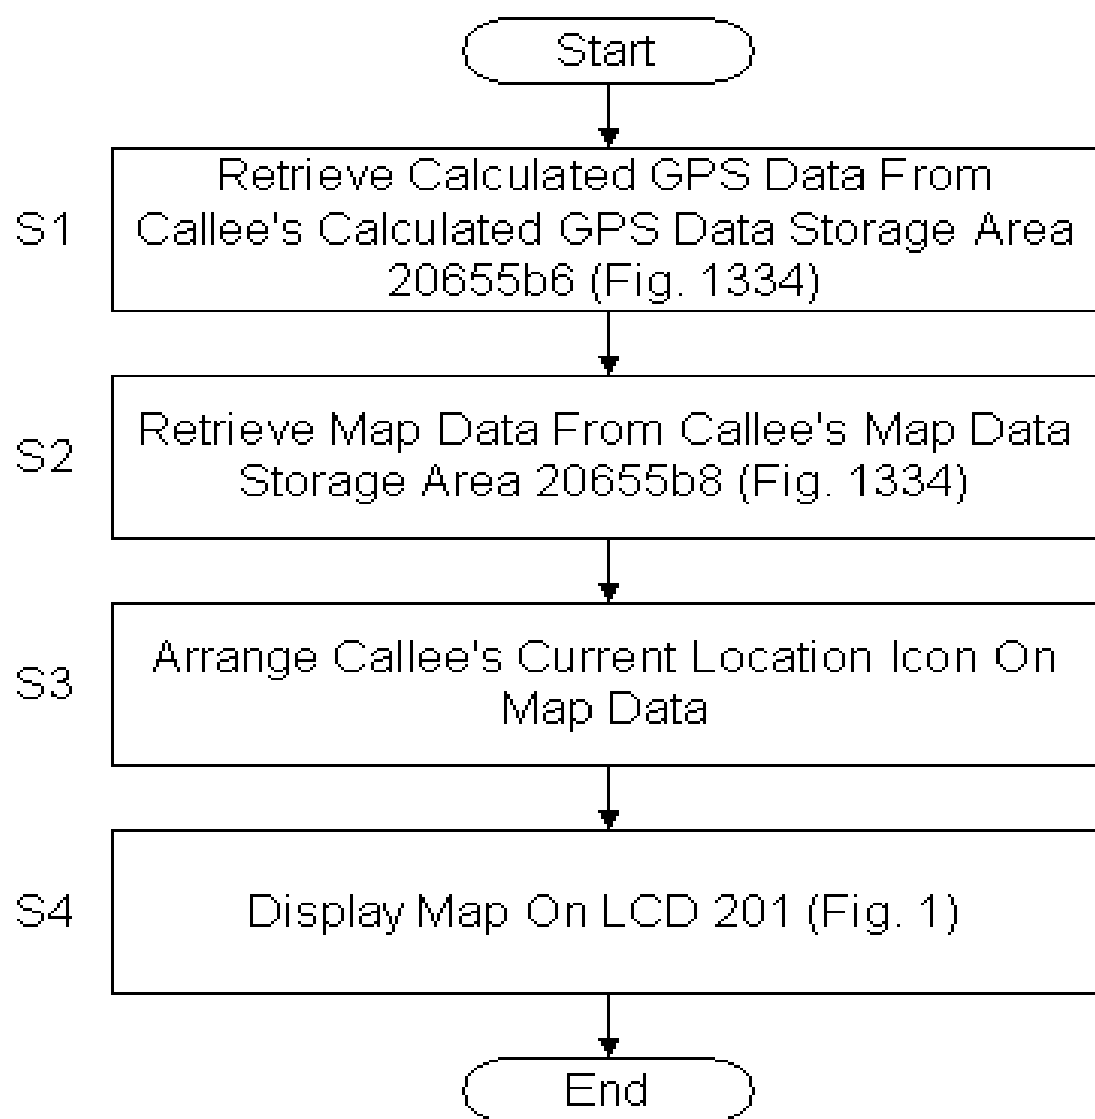 Start
S1
Retrieve Calculated GPS Data From
Callee's Calculated GPS Data Storage Area
20655b6 (Fig. 1334)
S2
Retrieve Map Data From Callee's Map Data
Storage Area 20655b8 (Fig. 1334)
S3
Arrange Callee's Current Location Icon On
Map Data
S4
Display Map On LCD 201 (Fig. 1)
End